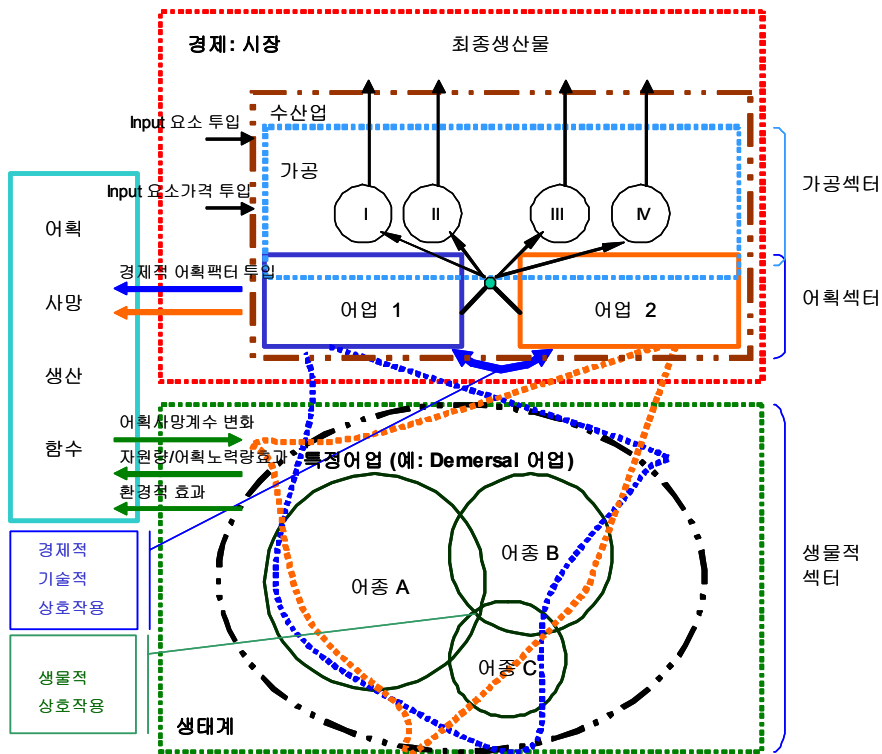 경제: 시장
최종생산물
Input 요소 투입
수산업
가공
가공섹터
Input 요소가격 투입
I
II
III
IV
어획
사망
생산
함수
경제적 어획팩터 투입
어업 1
어업 2
어획섹터
어획사망계수 변화
자원량/어획노력량효과
환경적 효과
특정어업 (예: Demersal 어업)
어종 A
어종 B
어종 C
생물적
섹터
경제적
기술적
상호작용
생물적
상호작용
생태계